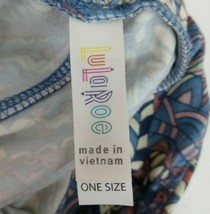 LuLaRoe
made in
vietnam
ONE SIZE